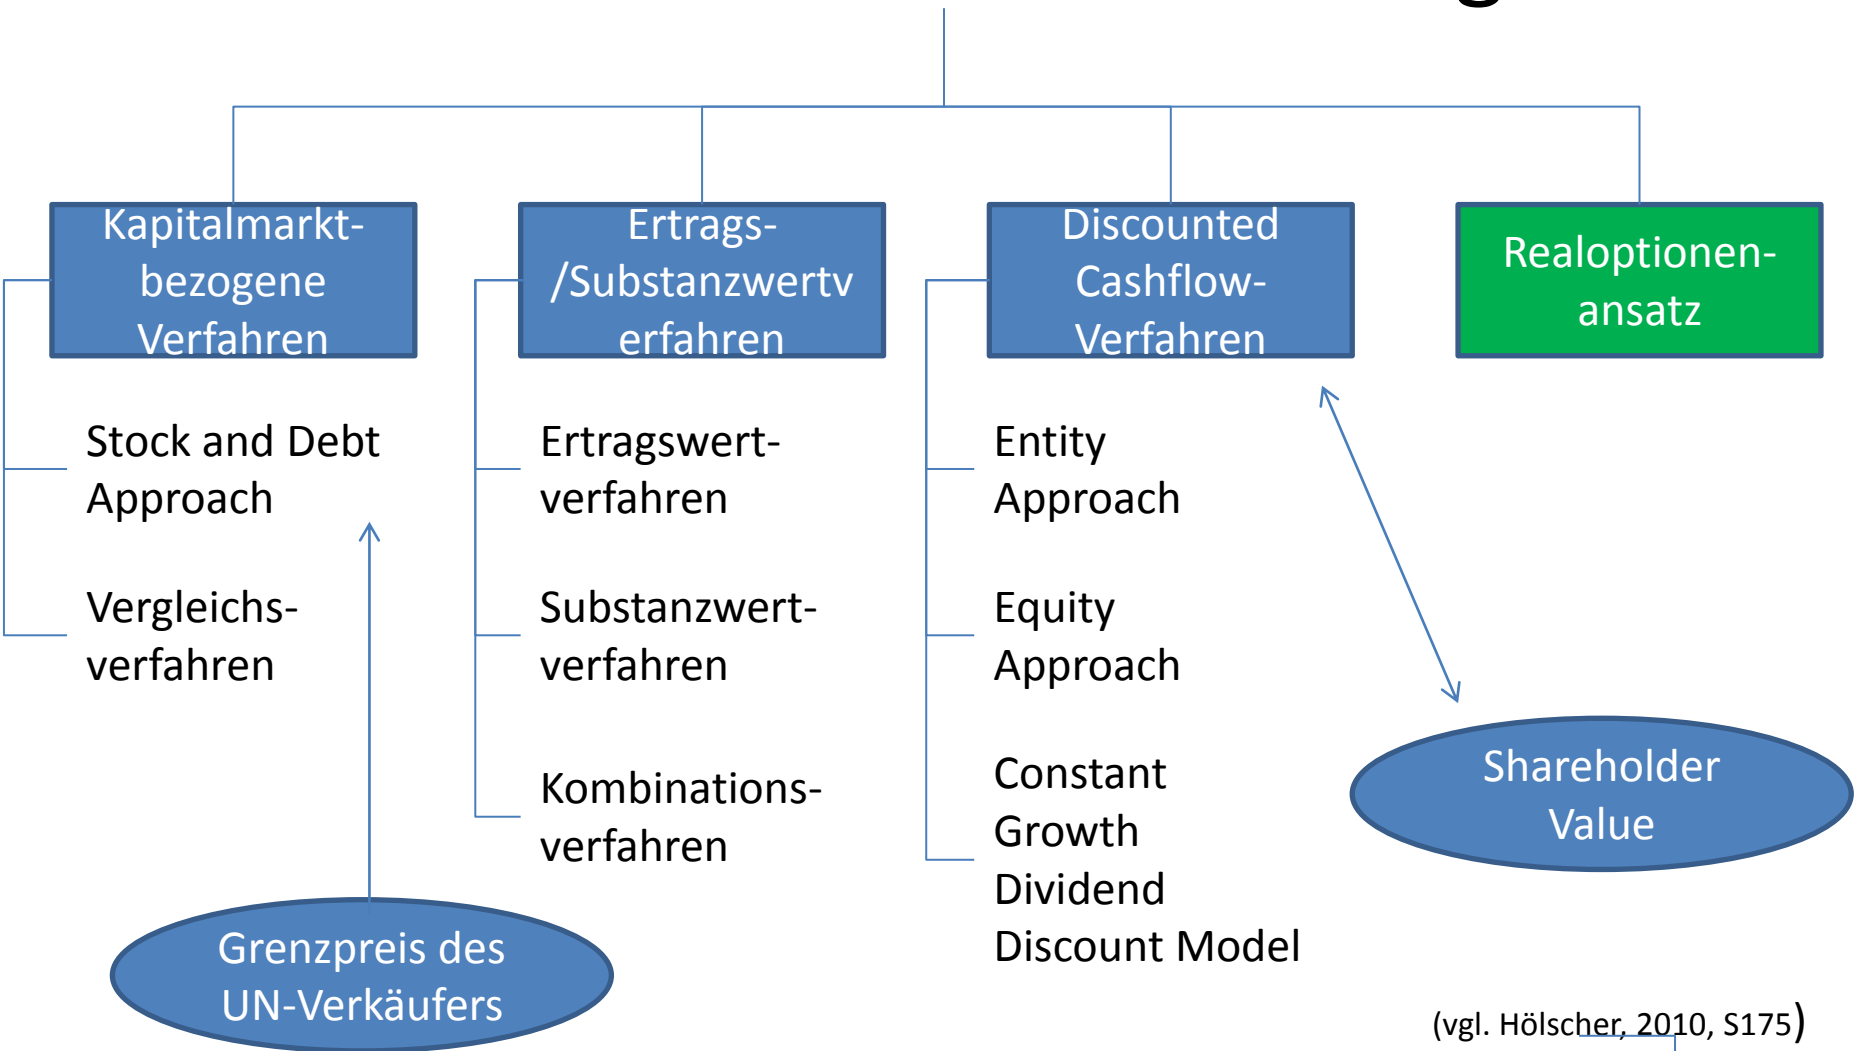 Kapitalmarkt-
bezogene
Verfahren
Ertrags-
/Substanzwertv
erfahren
Discounted
Cashflow-
Verfahren
Realoptionen-
ansatz
Stock and Debt
Approach
Vergleichs-
verfahren
Ertragswert-
verfahren
Substanzwert-
verfahren
Kombinations-
verfahren
Entity
Approach
Equity
Approach
Constant
Growth
Dividend
Discount Model
Shareholder
Value
Grenzpreis des
UN-Verkäufers
(vgl. Hölscher, 2010, S175)